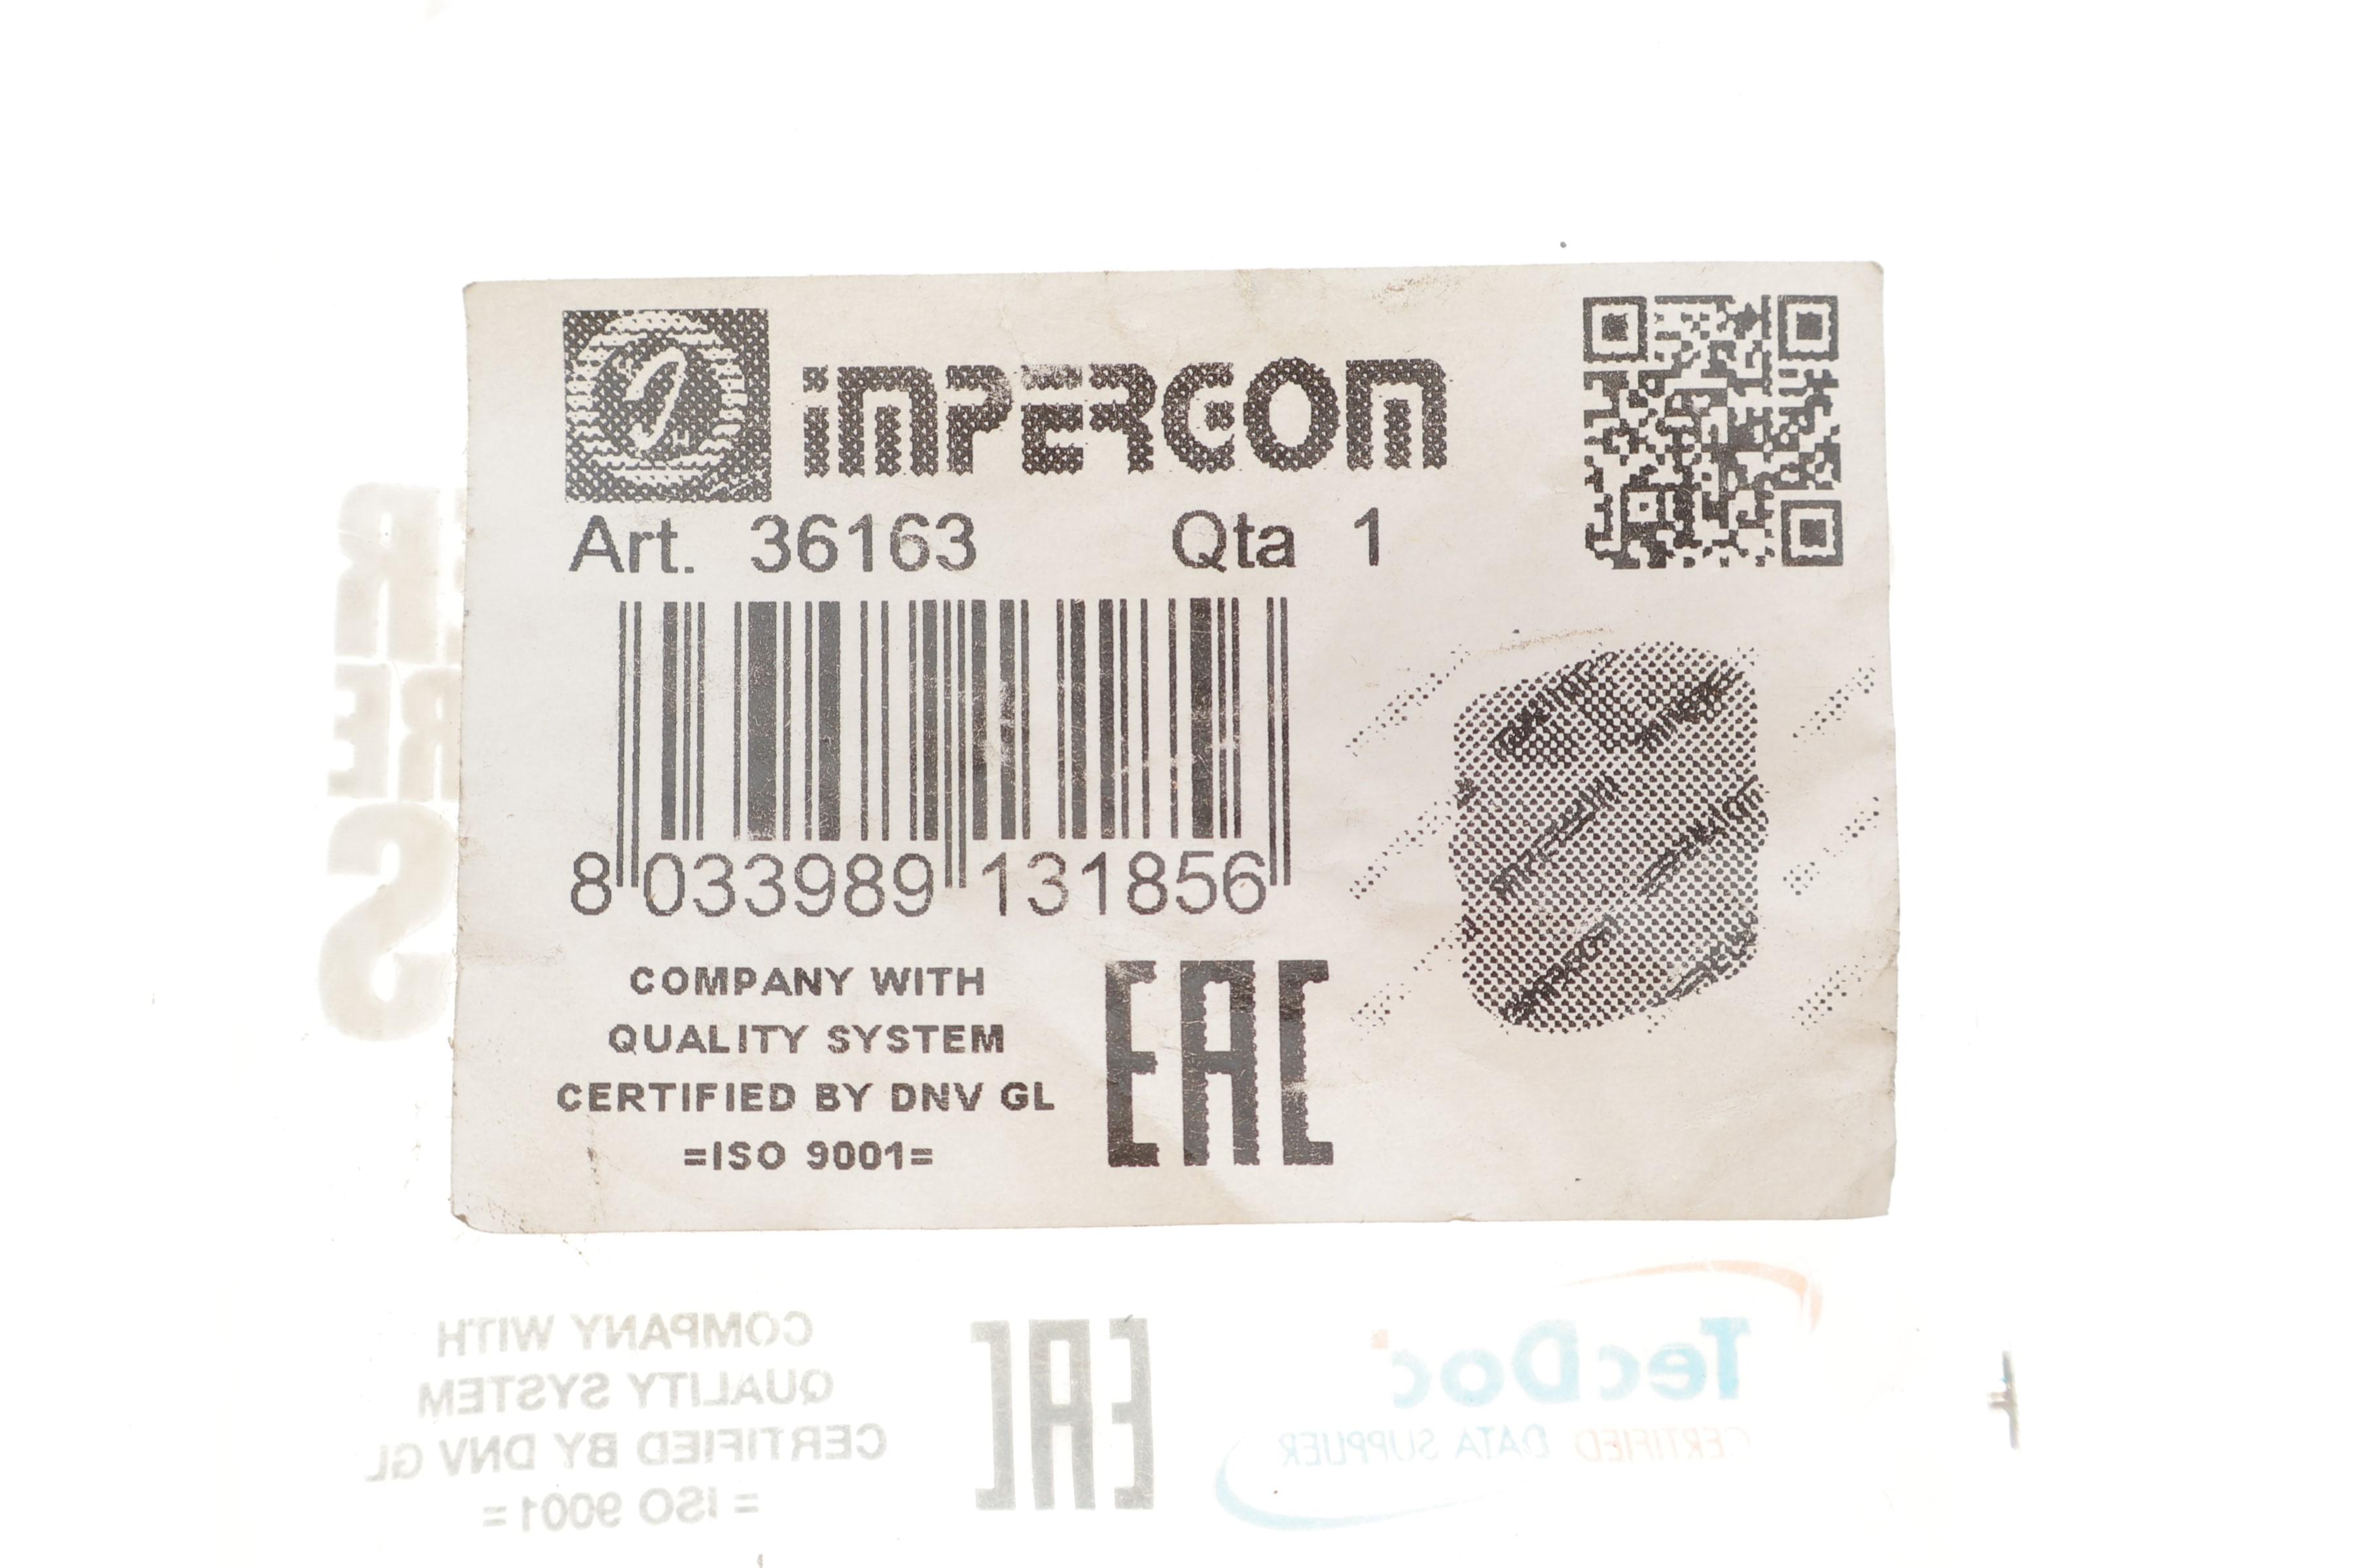 iMPERGOM
Art. 36163 Qta 1
8 033989 131856
COMPANY WITH
QUALITY SYSTEM
CERTIFIED BY DNV GL
=ISO 9001=
EAC
COMPANY WITH
QUALITY SYSTEM
CERTIFIED BY DNV GL
= ISO 9001 =
EAC
TecDoc
CERTIFIED DATA SUPPLIER